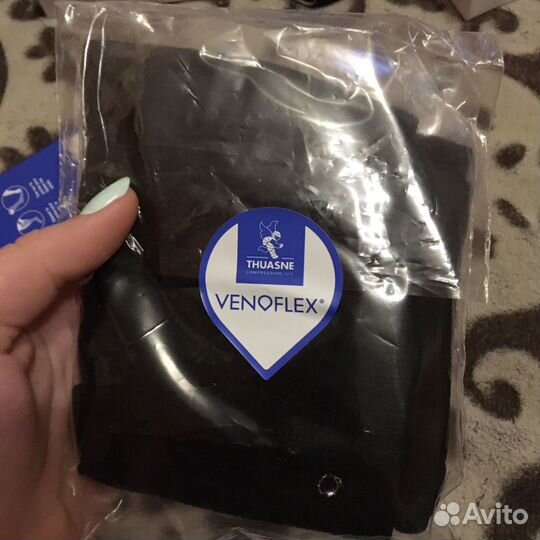 THUASNE
COMPRESSION CARE
VENOFLEX®
Avito